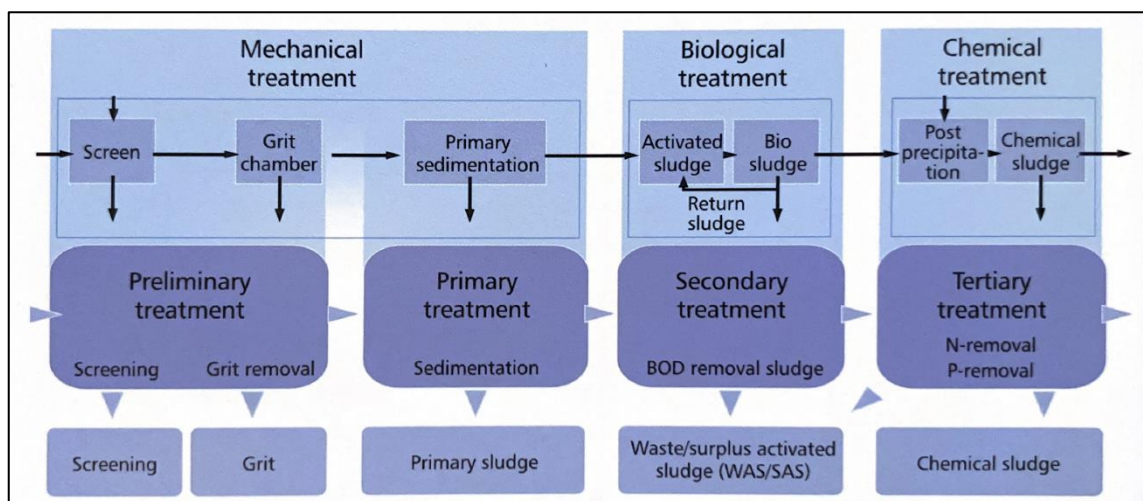 Mechanical
treatment
Biological
treatment
Chemical
treatment
Screen
Grit
chamber
Primary
sedimentation
Activated
sludge
Bio
sludge
Return
sludge
Post
precipita-
tion
Chemical
sludge
Preliminary
treatment
Screening
Grit removal
Primary
treatment
Sedimentation
Secondary
treatment
BOD removal sludge
Tertiary
treatment
N-removal
P-removal
Screening
Grit
Primary sludge
Waste/surplus activated
sludge (WAS/SAS)
Chemical sludge